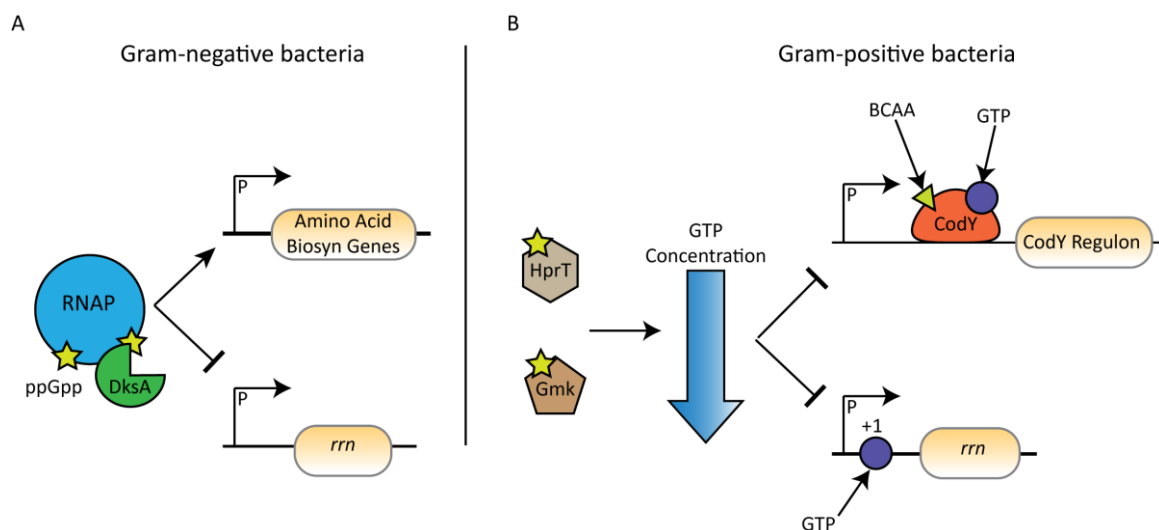 A
Gram-negative bacteria
P
Amino Acid
Biosyn Genes
RNAP
ppGpp
DksA
P
rrn
B
Gram-positive bacteria
BCAA
GTP
P
CodY
CodY Regulon
HprT
GTP
Concentration
Gmk
P
+1
rrn
GTP